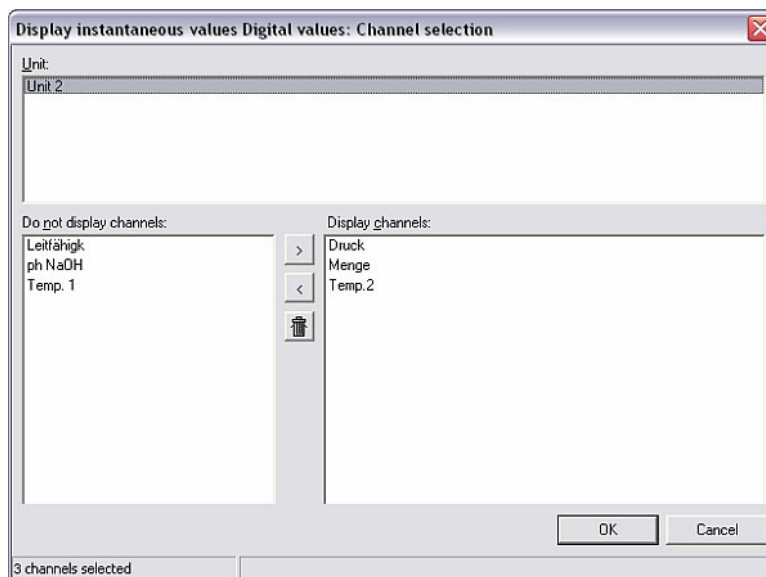 Display instantaneous values Digital values: Channel selection
Unit:
Unit 2
Do not display channels:
Leitfähigk
ph NaOH
Temp. 1
>
<
Display channels:
Druck
Menge
Temp.2
OK
Cancel
3 channels selected